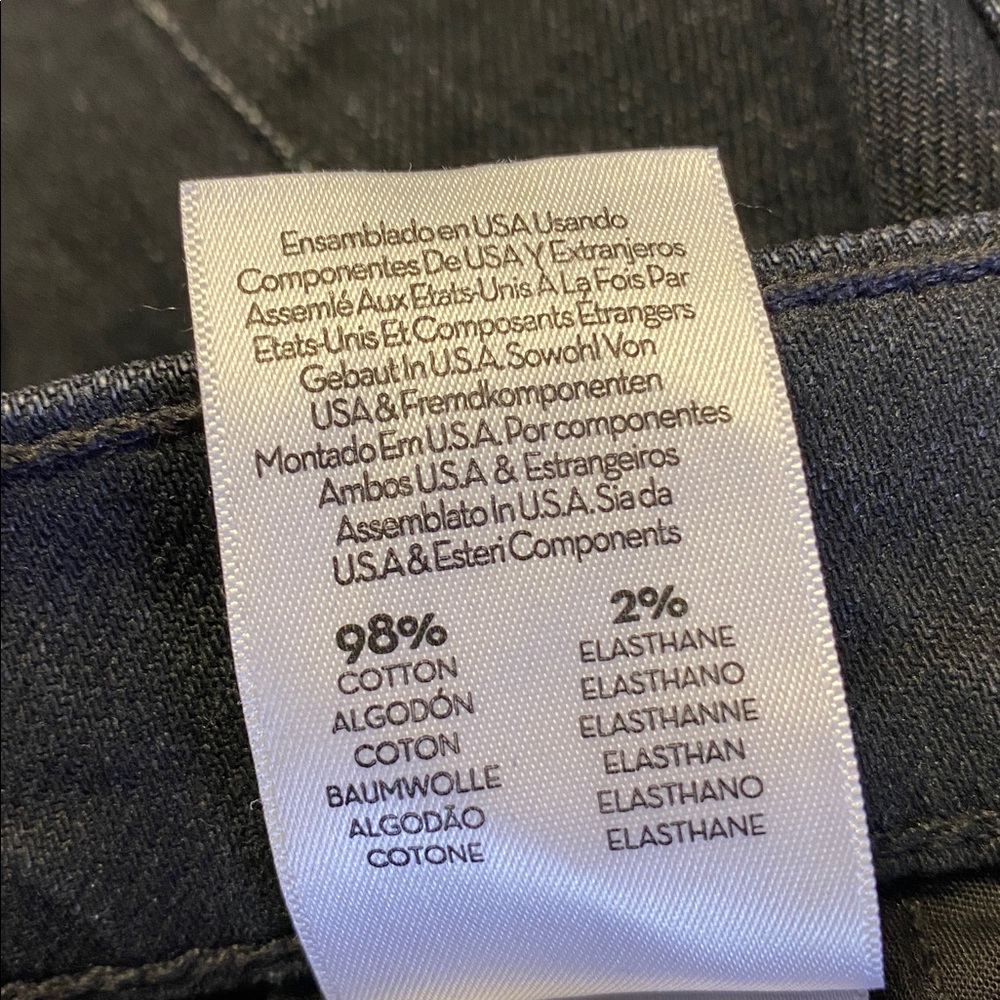 Ensamblado en USA Usando
Componentes De USA Y Extranjeros
Assemlé Aux Etats-Unis À La Fois Par
Etats-Unis Et Composants Étrangers
Gebaut In U.S.A. Sowohl Von
USA & Fremdkomponenten
Montado Em U.S.A. Por componentes
Ambos U.S.A & Estrangeiros
Assemblato In U.S.A. Sia da
U.S.A & Esteri Components
98% 2%
COTTON ELASTHANE
ALGODÓN ELASTHANO
COTON ELASTHANNE
BAUMWOLLE ELASTHAN
ALGODÃO ELASTHANO
COTONE ELASTHANE